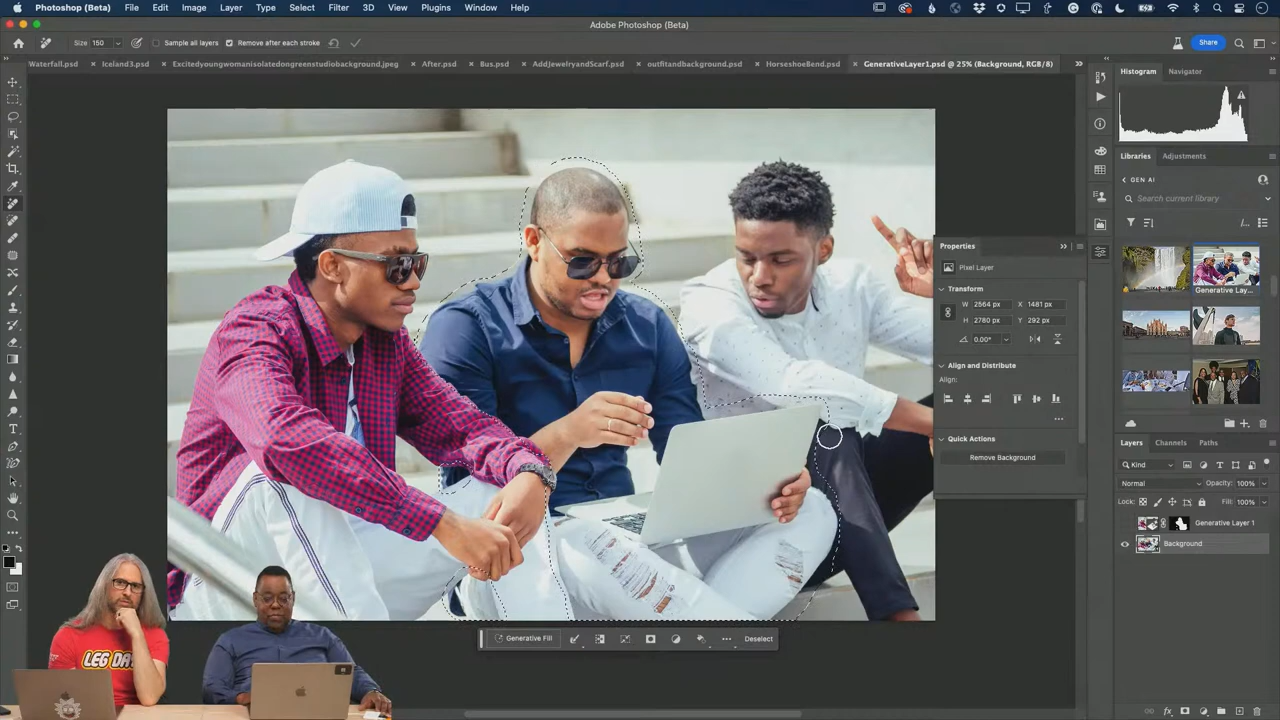 Photoshop (Beta) File Edit Image Layer Type Select Filter 3D View Plugins Window Help
Adobe Photoshop (Beta)
Size 150 Sample all layers Remove after each stroke Share
Waterfall.psd × Iceland3.psd × Excitedyoungwomanisolatedongreenstudiobackground.jpeg × After.psd × Bus.psd × AddJewelryandScarf.psd × outfitandbackground.psd × HorseshoeBend.psd × GenerativeLayer1.psd @ 25% (Background, RGB/8)
Histogram Navigator
Libraries Adjustments
GEN AI
Search current library
Generative Lay...
Properties
Pixel Layer
Transform
W 2564 px X 1481 px
H 2780 px Y 292 px
0.00°
Align and Distribute
Align:
Quick Actions
Remove Background
Layers Channels Paths
Kind
Normal Opacity: 100%
Lock: Fill: 100%
Generative Layer 1
Background
Generative Fill Deselect
LEG DA